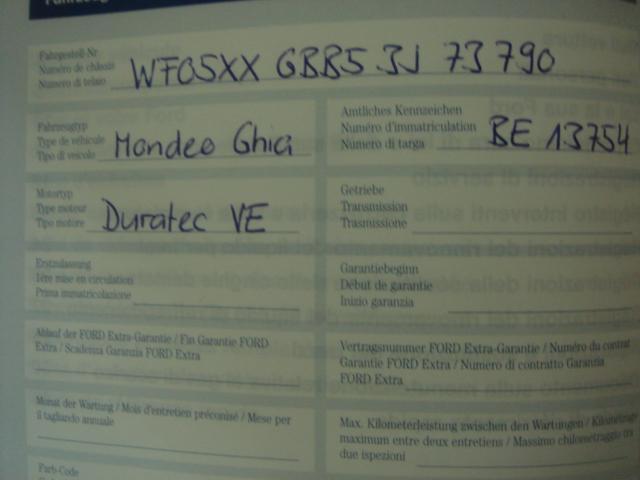 Fahrgestell-Nr
Numéro de châssis
Numero di telaio
WF05XX GBB5 3J 73790
Fahrzeugtyp
Type de véhicule
Tipo di veicolo
Mondeo Ghia
Amtliches Kennzeichen
Numéro d'immatriculation
Numero di targa
BE 13754
Motortyp
Type moteur
Tipo motore
Duratec VE
Getriebe
Transmission
Trasmissione
Erstzulassung
1ère mise en circulation
Prima immatricolazione
Garantiebeginn
Début de garantie
Inizio garanzia
Ablauf der FORD Extra-Garantie / Fin Garantie FORD
Extra / Scadenza Garanzia FORD Extra
Vertragsnummer FORD Extra-Garantie / Numéro du contrat
Garantie FORD Extra / Numero di contratto Garanzia
FORD Extra
Monat der Wartung / Mois d'entretien préconisé / Mese per
il tagliando annuale
Max. Kilometerleistung zwischen den Wartungen / Kilométrage
maximum entre deux entretiens / Massimo chilometraggio tra
due ispezioni
Farb-Code